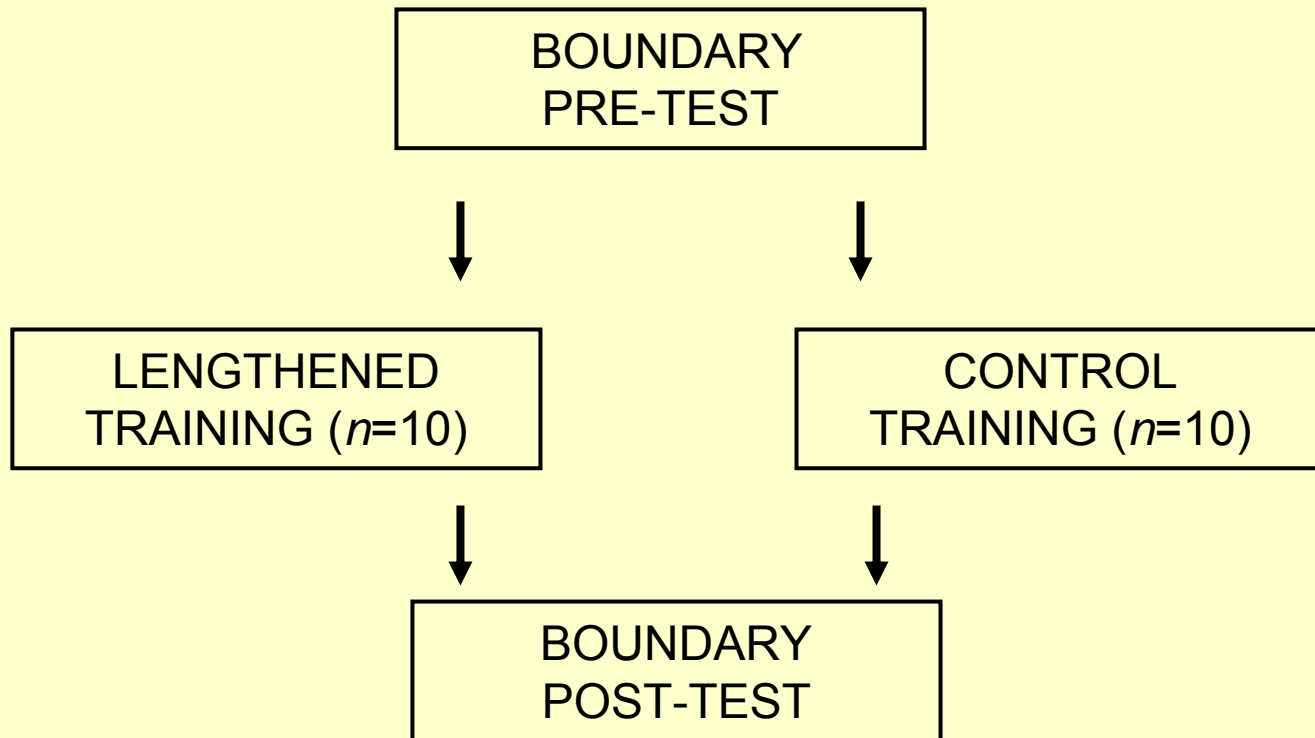 BOUNDARY
PRE-TEST
LENGTHENED
TRAINING (n=10)
CONTROL
TRAINING (n=10)
BOUNDARY
POST-TEST